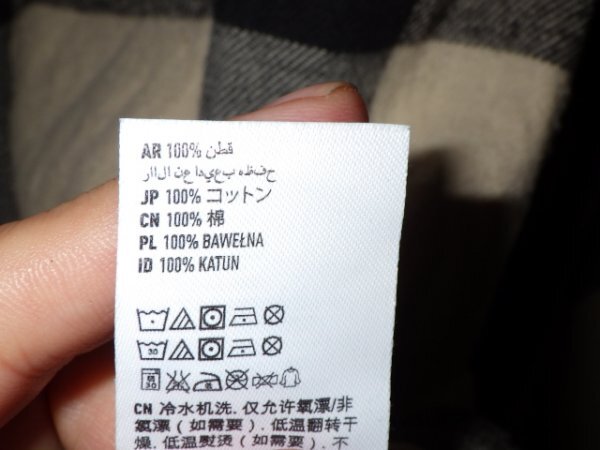 AR 100% قطن
JP 100% コットン
CN 100% 棉
PL 100% BAWEŁNA
ID 100% KATUN
30
CN 冷水机洗. 仅允许氧漂/非
氧漂 (如需要). 低温翻转干
燥. 低温熨烫 (如需要). 不